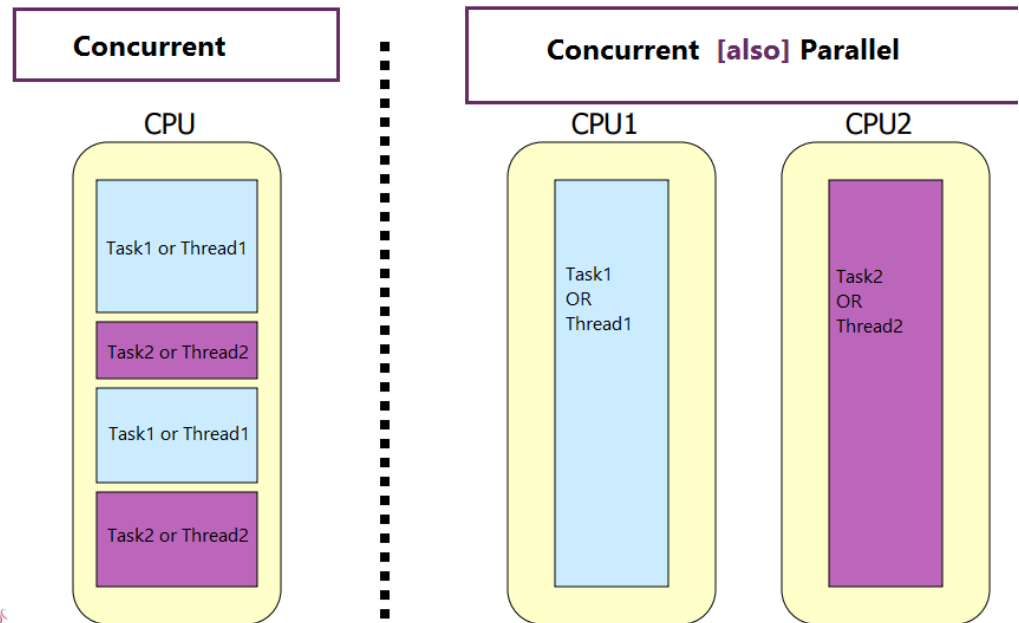 Concurrent
Concurrent [also] Parallel
CPU
Task1 or Thread1
Task2 or Thread2
Task1 or Thread1
Task2 or Thread2
CPU1
Task1
OR
Thread1
CPU2
Task2
OR
Thread2